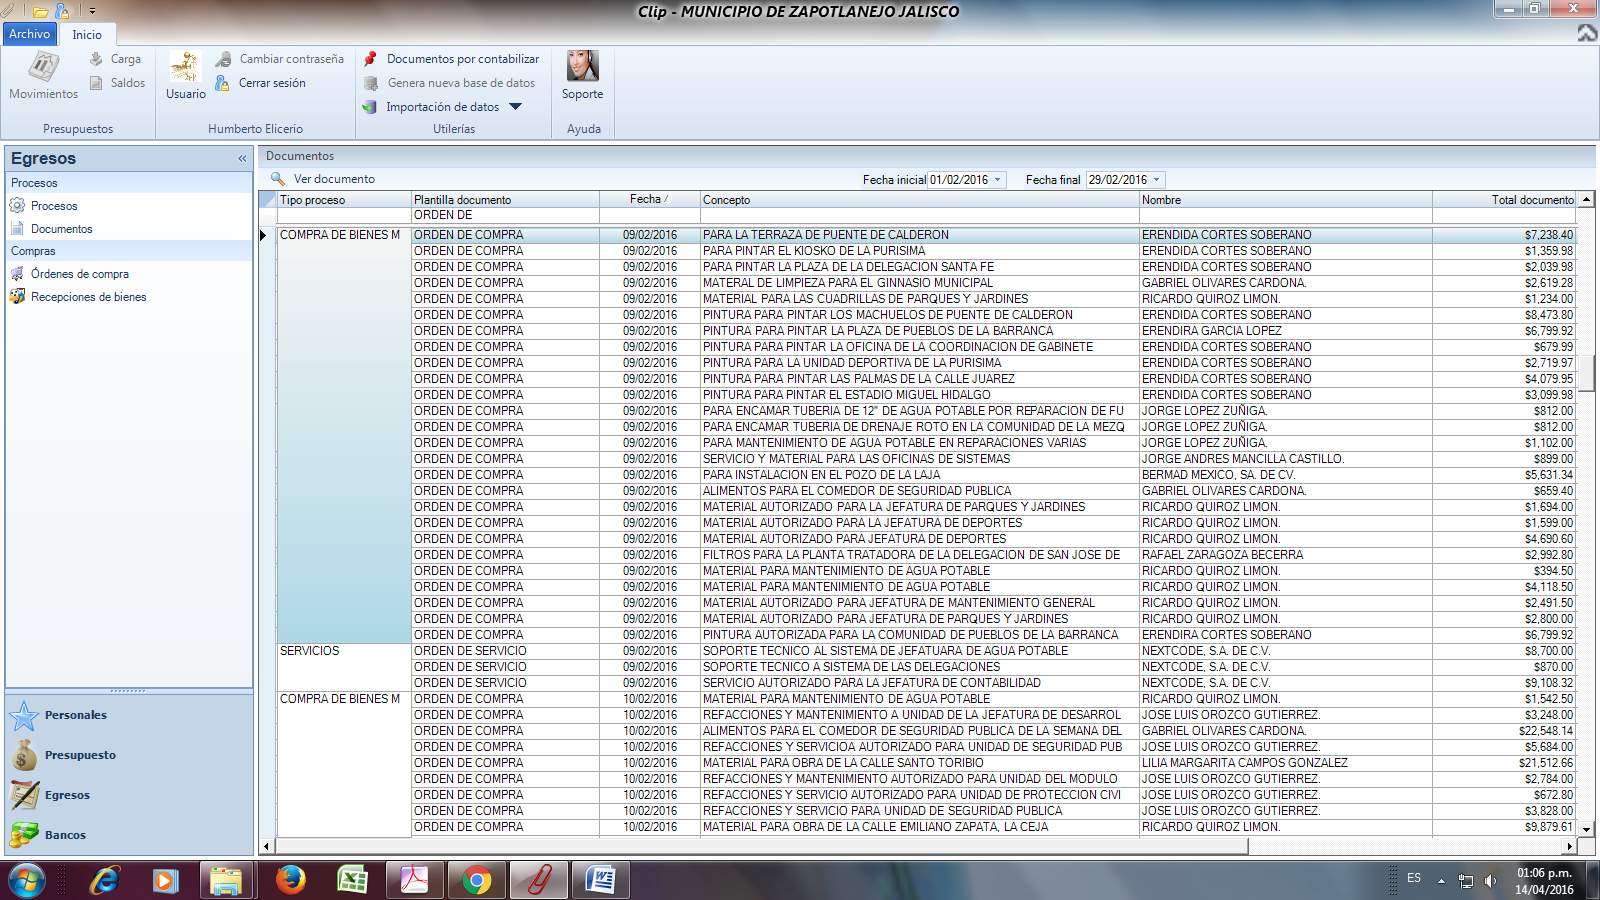 Clip - MUNICIPIO DE ZAPOTLANEJO JALISCO
Archivo Inicio
Movimientos
Carga
Saldos
Presupuestos
Usuario
Cambiar contraseña
Cerrar sesión
Humberto Elicerio
Documentos por contabilizar
Genera nueva base de datos
Importación de datos
Utilerías
Soporte
Ayuda
Egresos «
Procesos
Procesos
Documentos
Compras
Órdenes de compra
Recepciones de bienes
Personales
Presupuesto
Egresos
Bancos
Documentos
Ver documento Fecha inicial 01/02/2016 Fecha final 29/02/2016
Tipo proceso Plantilla documento Fecha / Concepto Nombre Total documento
ORDEN DE
COMPRA DE BIENES M ORDEN DE COMPRA 09/02/2016 PARA LA TERRAZA DE PUENTE DE CALDERON ERENDIDA CORTES SOBERANO $7,238.40
ORDEN DE COMPRA 09/02/2016 PARA PINTAR EL KIOSKO DE LA PURISIMA ERENDIDA CORTES SOBERANO $1,359.98
ORDEN DE COMPRA 09/02/2016 PARA PINTAR LA PLAZA DE LA DELEGACION SANTA FE ERENDIDA CORTES SOBERANO $2,039.98
ORDEN DE COMPRA 09/02/2016 MATERAL DE LIMPIEZA PARA EL GINNASIO MUNICIPAL GABRIEL OLIVARES CARDONA. $2,619.28
ORDEN DE COMPRA 09/02/2016 MATERIAL PARA LAS CUADRILLAS DE PARQUES Y JARDINES RICARDO QUIROZ LIMON. $1,234.00
ORDEN DE COMPRA 09/02/2016 PINTURA PARA PINTAR LOS MACHUELOS DE PUENTE DE CALDERON ERENDIDA CORTES SOBERANO $8,473.80
ORDEN DE COMPRA 09/02/2016 PINTURA PARA PINTAR LA PLAZA DE PUEBLOS DE LA BARRANCA ERENDIRA GARCIA LOPEZ $6,799.92
ORDEN DE COMPRA 09/02/2016 PINTURA PARA PINTAR LA OFICINA DE LA COORDINACION DE GABINETE ERENDIDA CORTES SOBERANO $679.99
ORDEN DE COMPRA 09/02/2016 PINTURA PARA LA UNIDAD DEPORTIVA DE LA PURISIMA ERENDIDA CORTES SOBERANO $2,719.97
ORDEN DE COMPRA 09/02/2016 PINTURA PARA PINTAR LAS PALMAS DE LA CALLE JUAREZ ERENDIDA CORTES SOBERANO $4,079.95
ORDEN DE COMPRA 09/02/2016 PINTURA PARA PINTAR EL ESTADIO MIGUEL HIDALGO ERENDIDA CORTES SOBERANO $3,099.98
ORDEN DE COMPRA 09/02/2016 PARA ENCAMAR TUBERIA DE 12" DE AGUA POTABLE POR REPARACION DE FU JORGE LOPEZ ZUÑIGA. $812.00
ORDEN DE COMPRA 09/02/2016 PARA ENCAMAR TUBERIA DE DRENAJE ROTO EN LA COMUNIDAD DE LA MEZQ JORGE LOPEZ ZUÑIGA. $812.00
ORDEN DE COMPRA 09/02/2016 PARA MANTENIMIENTO DE AGUA POTABLE EN REPARACIONES VARIAS JORGE LOPEZ ZUÑIGA. $1,102.00
ORDEN DE COMPRA 09/02/2016 SERVICIO Y MATERIAL PARA LAS OFICINAS DE SISTEMAS JORGE ANDRES MANCILLA CASTILLO. $899.00
ORDEN DE COMPRA 09/02/2016 PARA INSTALACION EN EL POZO DE LA LAJA BERMAD MEXICO, SA. DE CV. $5,631.34
ORDEN DE COMPRA 09/02/2016 ALIMENTOS PARA EL COMEDOR DE SEGURIDAD PUBLICA GABRIEL OLIVARES CARDONA. $659.40
ORDEN DE COMPRA 09/02/2016 MATERIAL AUTORIZADO PARA LA JEFATURA DE PARQUES Y JARDINES RICARDO QUIROZ LIMON. $1,694.00
ORDEN DE COMPRA 09/02/2016 MATERIAL AUTORIZADO PARA LA JEFATURA DE DEPORTES RICARDO QUIROZ LIMON. $1,599.00
ORDEN DE COMPRA 09/02/2016 MATERIAL AUTORIZADO PARA JEFATURA DE DEPORTES RICARDO QUIROZ LIMON. $4,690.60
ORDEN DE COMPRA 09/02/2016 FILTROS PARA LA PLANTA TRATADORA DE LA DELEGACION DE SAN JOSE DE RAFAEL ZARAGOZA BECERRA $2,992.80
ORDEN DE COMPRA 09/02/2016 MATERIAL PARA MANTENIMIENTO DE AGUA POTABLE RICARDO QUIROZ LIMON. $394.50
ORDEN DE COMPRA 09/02/2016 MATERIAL PARA MANTENIMIENTO DE AGUA POTABLE RICARDO QUIROZ LIMON. $4,118.50
ORDEN DE COMPRA 09/02/2016 MATERIAL AUTORIZADO PARA JEFATURA DE MANTENIMIENTO GENERAL RICARDO QUIROZ LIMON. $2,491.50
ORDEN DE COMPRA 09/02/2016 MATERIAL AUTORIZADO PARA JEFATURA DE PARQUES Y JARDINES RICARDO QUIROZ LIMON. $2,800.00
ORDEN DE COMPRA 09/02/2016 PINTURA AUTORIZADA PARA LA COMUNIDAD DE PUEBLOS DE LA BARRANCA ERENDIRA CORTES SOBERANO $6,799.92
SERVICIOS ORDEN DE SERVICIO 09/02/2016 SOPORTE TECNICO AL SISTEMA DE JEFATUARA DE AGUA POTABLE NEXTCODE, S.A. DE C.V. $8,700.00
ORDEN DE SERVICIO 09/02/2016 SOPORTE TECNICO A SISTEMA DE LAS DELEGACIONES NEXTCODE, S.A. DE C.V. $870.00
ORDEN DE SERVICIO 09/02/2016 SERVICIO AUTORIZADO PARA LA JEFATURA DE CONTABILIDAD NEXTCODE, S.A. DE C.V. $9,108.32
COMPRA DE BIENES M ORDEN DE COMPRA 10/02/2016 MATERIAL PARA MANTENIMIENTO DE AGUA POTABLE RICARDO QUIROZ LIMON. $1,542.50
ORDEN DE COMPRA 10/02/2016 REFACCIONES Y MANTENIMIENTO A UNIDAD DE LA JEFATURA DE DESARROL JOSE LUIS OROZCO GUTIERREZ. $3,248.00
ORDEN DE COMPRA 10/02/2016 ALIMENTOS PARA EL COMEDOR DE SEGURIDAD PUBLICA DE LA SEMANA DEL GABRIEL OLIVARES CARDONA. $22,548.14
ORDEN DE COMPRA 10/02/2016 REFACCIONES Y SERVICIOA AUTORIZADO PARA UNIDAD DE SEGURIDAD PUB JOSE LUIS OROZCO GUTIERREZ. $5,684.00
ORDEN DE COMPRA 10/02/2016 MATERIAL PARA OBRA DE LA CALLE SANTO TORIBIO LILIA MARGARITA CAMPOS GONZALEZ $21,512.66
ORDEN DE COMPRA 10/02/2016 REFACCIONES Y MANTENIMIENTO AUTORIZADO PARA UNIDAD DEL MODULO JOSE LUIS OROZCO GUTIERREZ. $2,784.00
ORDEN DE COMPRA 10/02/2016 REFACCIONES Y SERVICIO AUTORIZADO PARA UNIDAD DE PROTECCION CIVI JOSE LUIS OROZCO GUTIERREZ. $672.80
ORDEN DE COMPRA 10/02/2016 REFACCIONES Y SERVICIO PARA UNIDAD DE SEGURIDAD PUBLICA JOSE LUIS OROZCO GUTIERREZ. $3,828.00
ORDEN DE COMPRA 10/02/2016 MATERIAL PARA OBRA DE LA CALLE EMILIANO ZAPATA, LA CEJA RICARDO QUIROZ LIMON. $9,879.61
ES
01:06 p.m.
14/04/2016